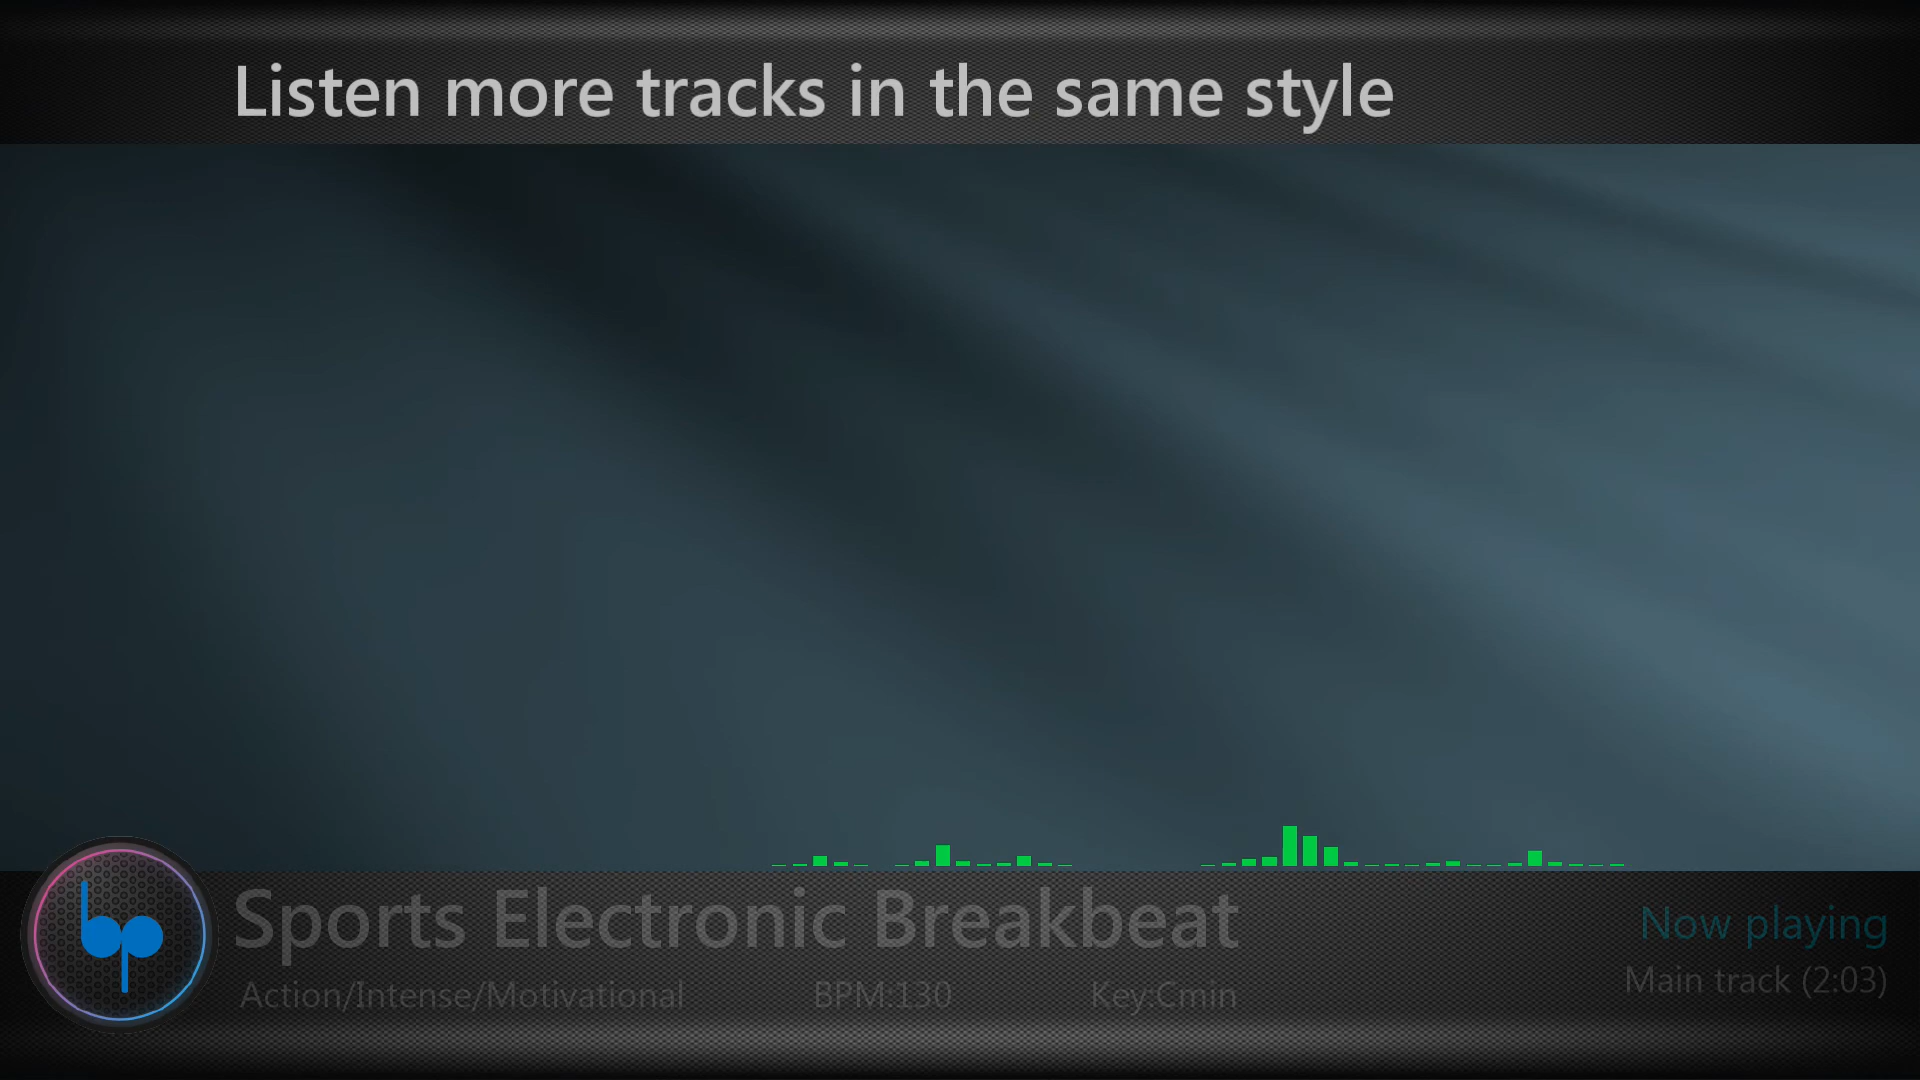 Listen more tracks in the same style
bp
Sports Electronic Breakbeat
Now playing
Action/Intense/Motivational BPM:130 Key:Cmin
Main track (2:03)